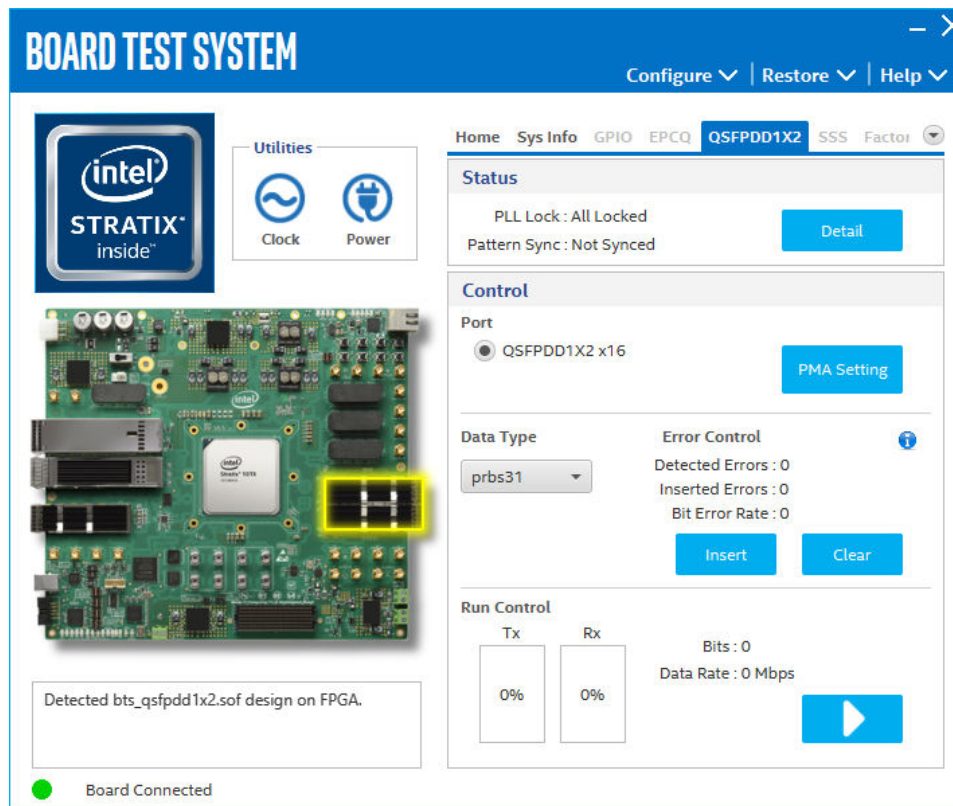 BOARD TEST SYSTEM
Configure | Restore | Help
intel
STRATIX
inside™
Utilities
Clock
Power
Home Sys Info GPIO EPCQ QSFPDD1X2 SSS Factor
Status
PLL Lock : All Locked
Pattern Sync : Not Synced
Detail
Control
Port
QSFPDD1X2 x16
PMA Setting
Data Type
prbs31
Error Control
Detected Errors : 0
Inserted Errors : 0
Bit Error Rate : 0
Insert
Clear
Run Control
Tx
Rx
0%
0%
Bits : 0
Data Rate : 0 Mbps
intel
intel
Detected bts_qsfpdd1x2.sof design on FPGA.
Board Connected